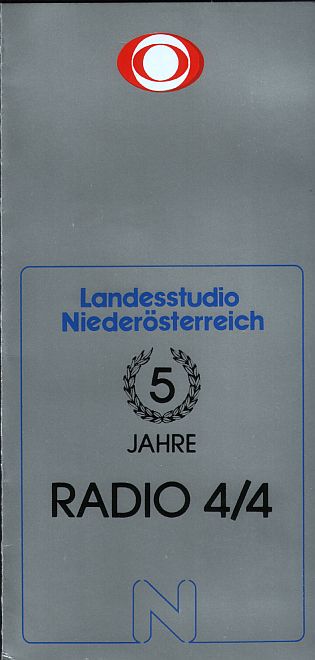 Landesstudio
Niederösterreich
5
JAHRE
RADIO 4/4
N